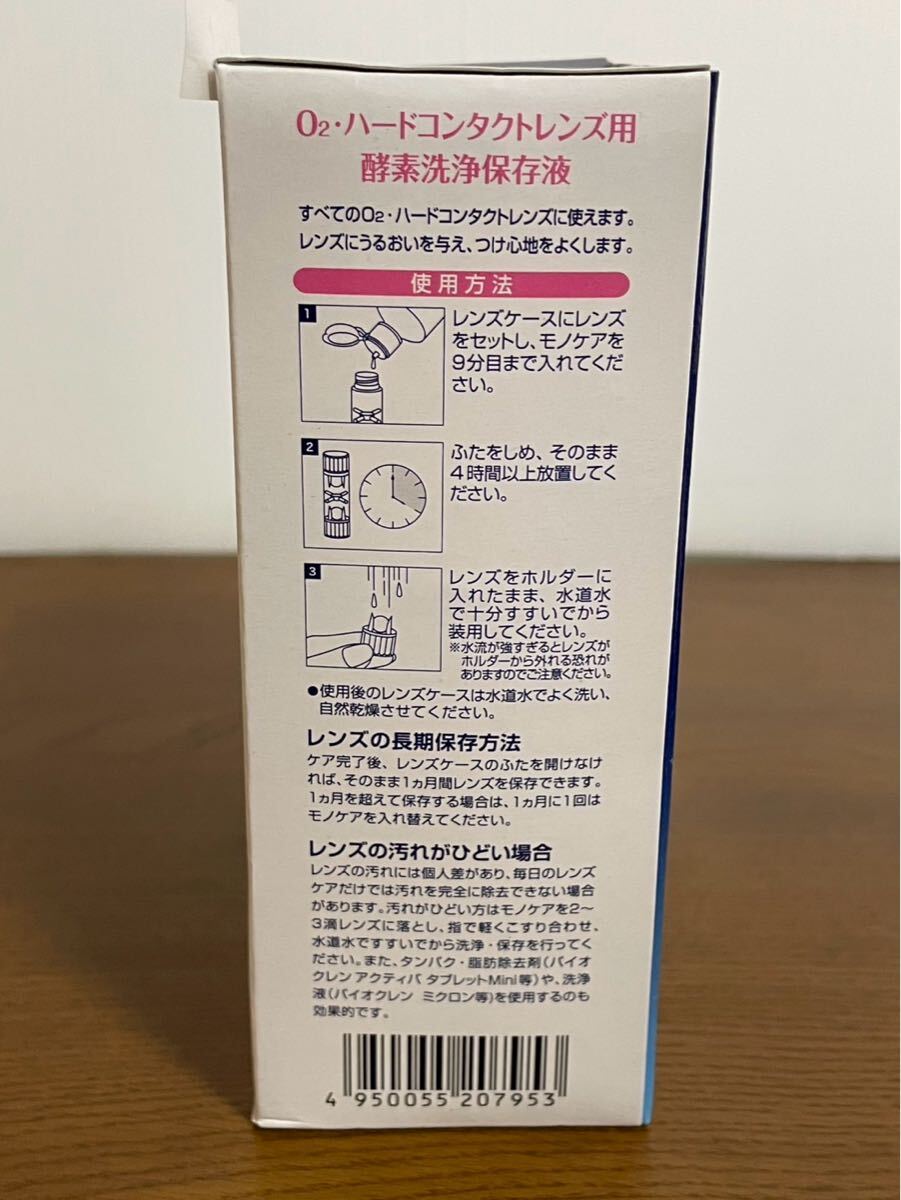 O2・ハードコンタクトレンズ用
酵素洗浄保存液
すべてのO2・ハードコンタクトレンズに使えます。
レンズにうるおいを与え、つけ心地をよくします。
使用方法
1
レンズケースにレンズ
をセットし、モノケアを
9分目まで入れてくだ
さい。
2
ふたをしめ、そのまま
4時間以上放置してく
ださい。
3
レンズをホルダーに
入れたまま、水道水
で十分すすいでから
装用してください。
※水流が強すぎるとレンズが
ホルダーから外れる恐れが
ありますのでご注意ください。
●使用後のレンズケースは水道水でよく洗い、
自然乾燥させてください。
レンズの長期保存方法
ケア完了後、レンズケースのふたを開けなけ
れば、そのまま1ヵ月間レンズを保存できます。
1ヵ月を超えて保存する場合は、1ヵ月に1回は
モノケアを入れ替えてください。
レンズの汚れがひどい場合
レンズの汚れには個人差があり、毎日のレンズ
ケアだけでは汚れを完全に除去できない場合
があります。汚れがひどい方はモノケアを2〜
3滴レンズに落とし、指で軽くこすり合わせ、
水道水ですすいでから洗浄・保存を行ってく
ださい。また、タンパク・脂肪除去剤(バイオ
クレン アクティバ タブレットMini等)や、洗浄
液(バイオクレン ミクロン等)を使用するのも
効果的です。
4 950055 207953